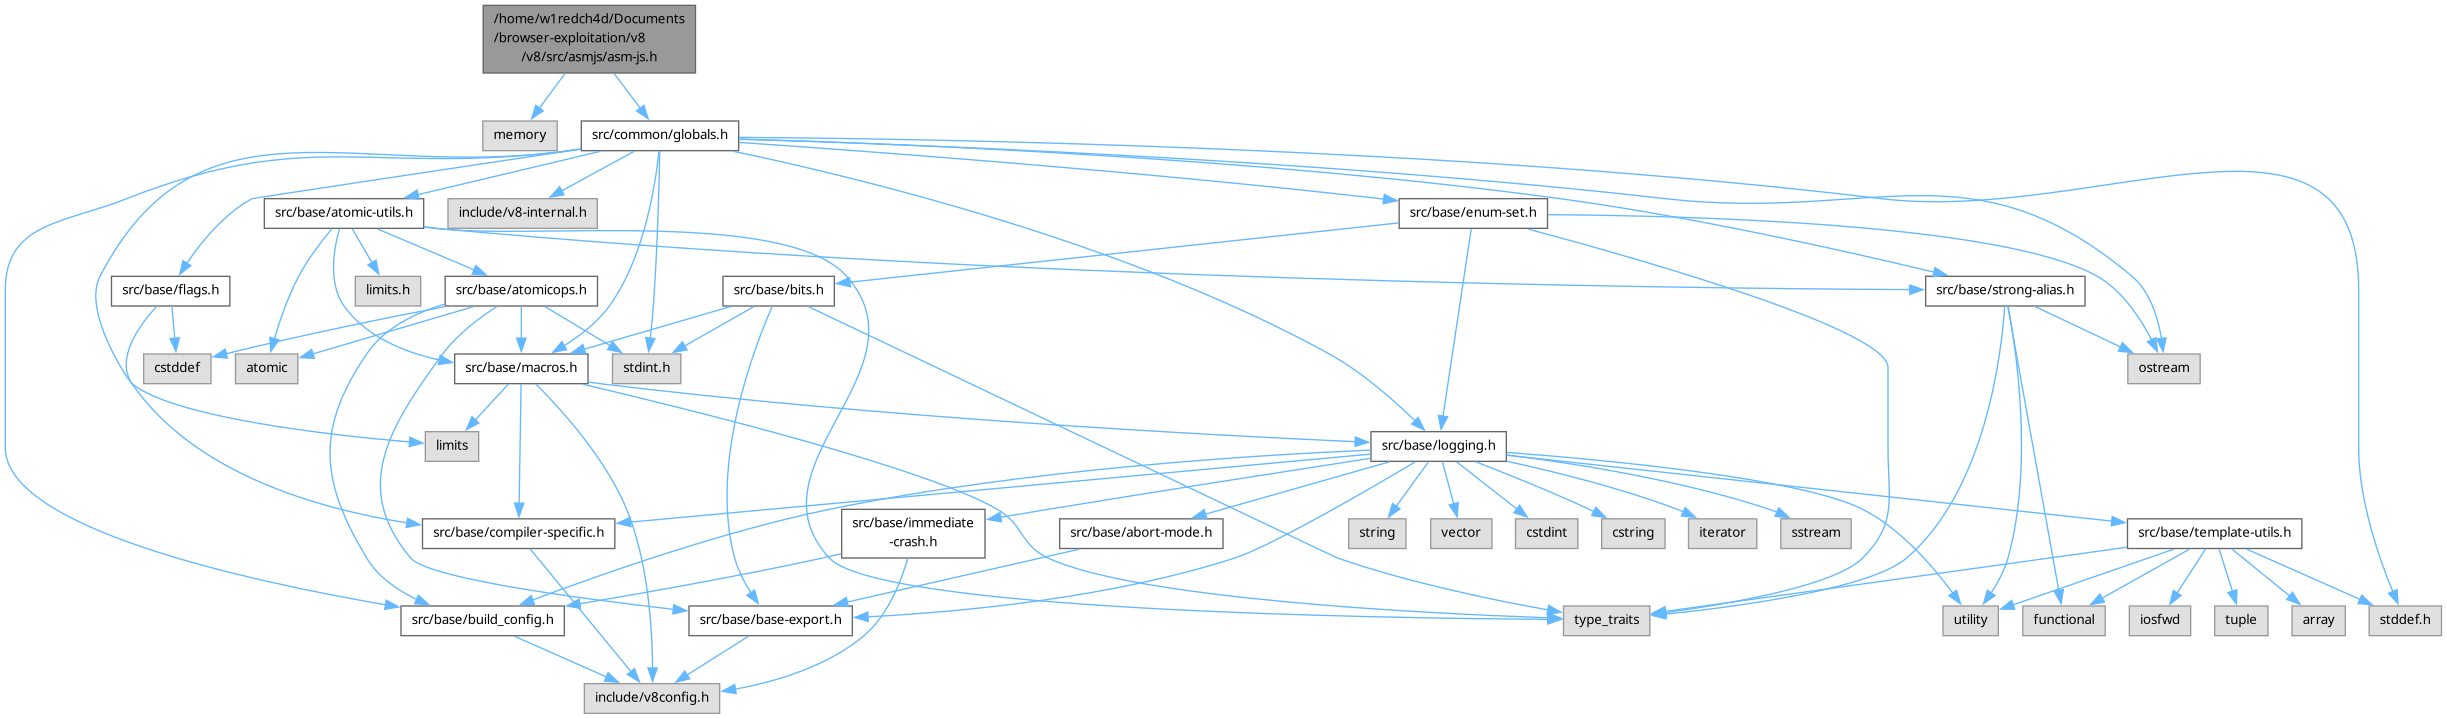 /home/w1redch4d/Documents
/browser-exploitation/v8
/v8/src/asmjs/asm-js.h
memory
src/common/globals.h
src/base/atomic-utils.h
include/v8-internal.h
src/base/enum-set.h
src/base/flags.h
limits.h
src/base/atomicops.h
src/base/bits.h
src/base/strong-alias.h
cstddef
atomic
src/base/macros.h
stdint.h
ostream
limits
src/base/logging.h
src/base/compiler-specific.h
src/base/immediate
-crash.h
src/base/abort-mode.h
string
vector
cstdint
cstring
iterator
sstream
src/base/template-utils.h
src/base/build_config.h
src/base/base-export.h
type_traits
utility
functional
iosfwd
tuple
array
stddef.h
include/v8config.h